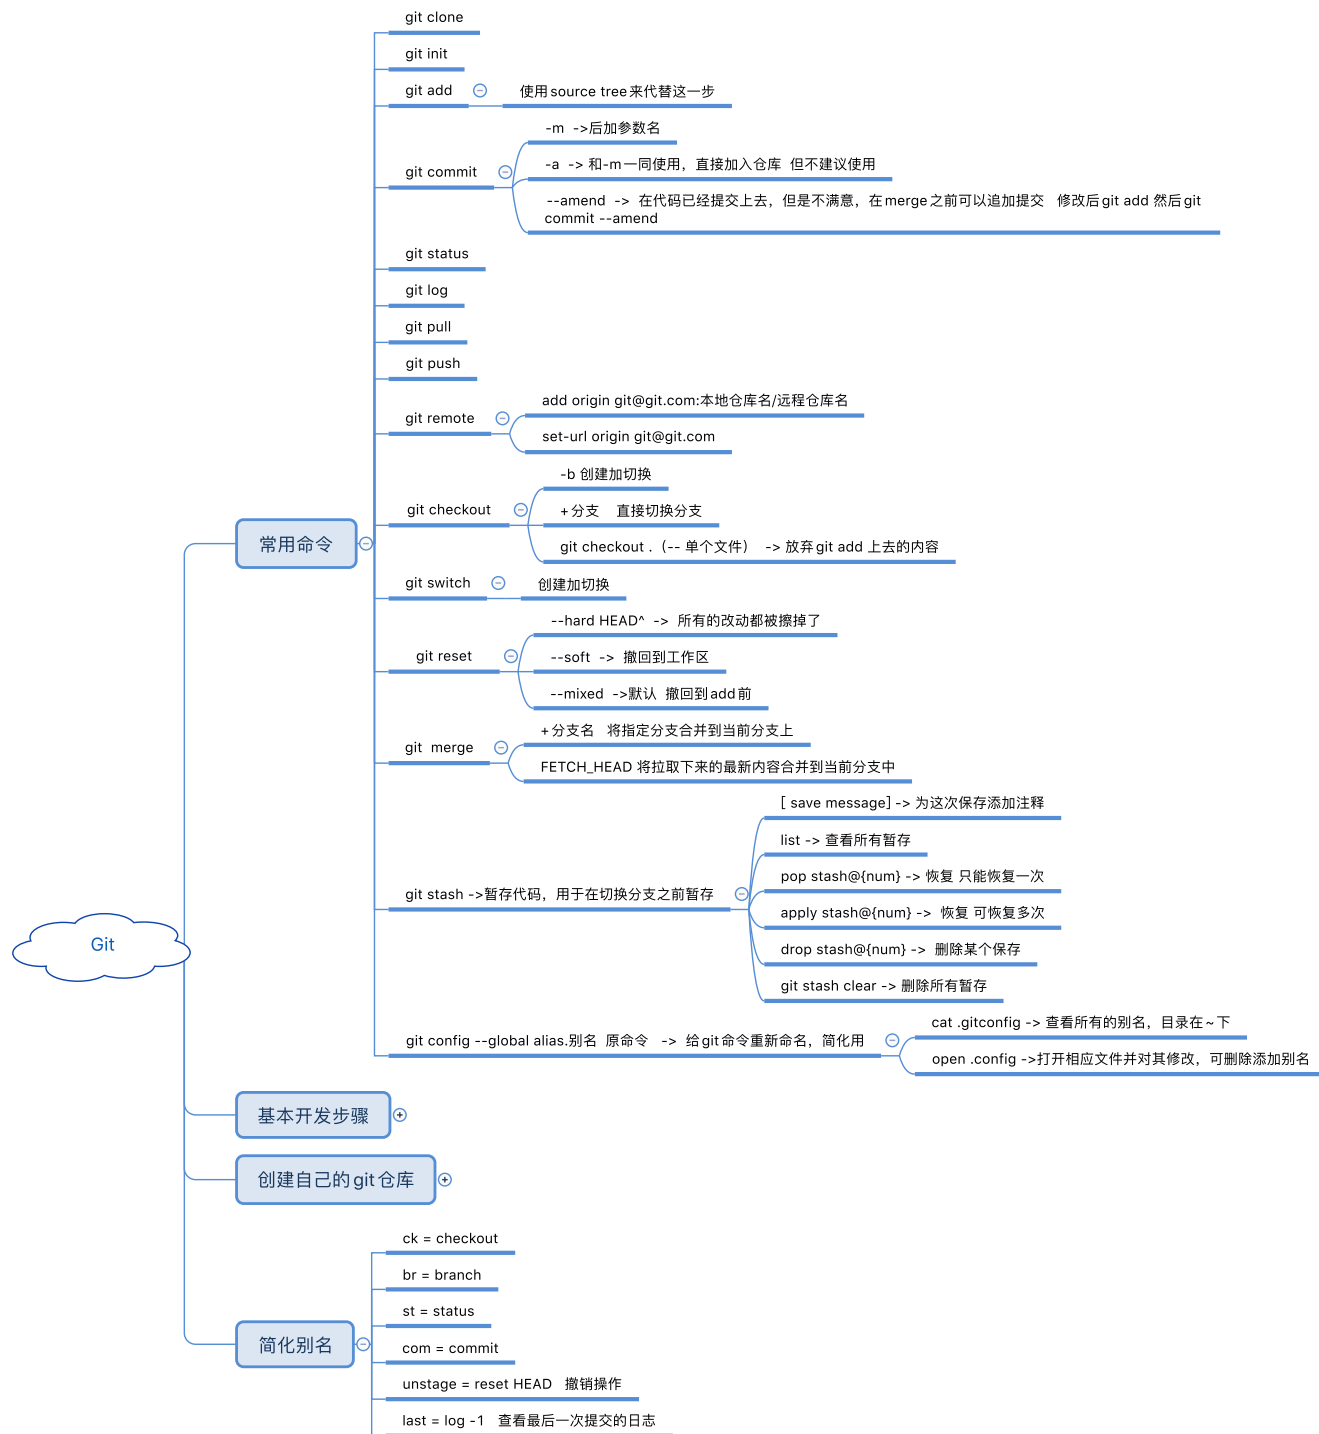 git clone
git init
git add
使用source tree来代替这一步
git commit
-m ->后加参数名
-a -> 和-m一同使用，直接加入仓库 但不建议使用
--amend -> 在代码已经提交上去，但是不满意，在merge之前可以追加提交 修改后git add 然后git
commit --amend
git status
git log
git pull
git push
git remote
add origin git@git.com:本地仓库名/远程仓库名
set-url origin git@git.com
git checkout
-b 创建加切换
+分支 直接切换分支
git checkout .（-- 单个文件） -> 放弃git add 上去的内容
git switch
创建加切换
git reset
--hard HEAD^ -> 所有的改动都被擦掉了
--soft -> 撤回到工作区
--mixed ->默认 撤回到add前
git merge
+分支名 将指定分支合并到当前分支上
FETCH_HEAD 将拉取下来的最新内容合并到当前分支中
git stash ->暂存代码，用于在切换分支之前暂存
[ save message] -> 为这次保存添加注释
list -> 查看所有暂存
pop stash@{num} -> 恢复 只能恢复一次
apply stash@{num} -> 恢复 可恢复多次
drop stash@{num} -> 删除某个保存
git stash clear -> 删除所有暂存
git config --global alias.别名 原命令 -> 给git命令重新命名，简化用
cat .gitconfig -> 查看所有的别名，目录在~下
open .config ->打开相应文件并对其修改，可删除添加别名
常用命令
Git
基本开发步骤
创建自己的git仓库
简化别名
ck = checkout
br = branch
st = status
com = commit
unstage = reset HEAD 撤销操作
last = log -1 查看最后一次提交的日志